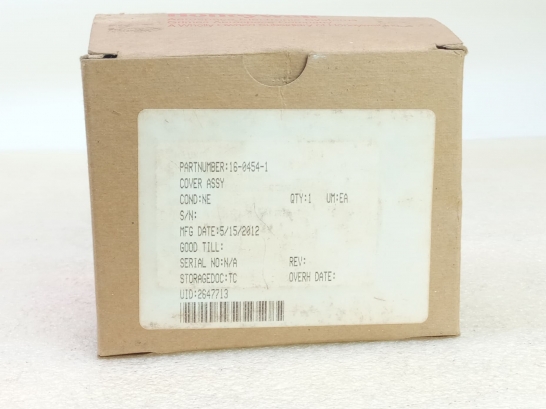 PARTNUMBER:16-0454-1
COVER ASSY
COND:NE QTY:1 UM:EA
S/N:
MFG DATE:5/15/2012
GOOD TILL:
SERIAL NO:N/A REV:
STORAGEDOC:TC OVERH DATE:
UID:2647713